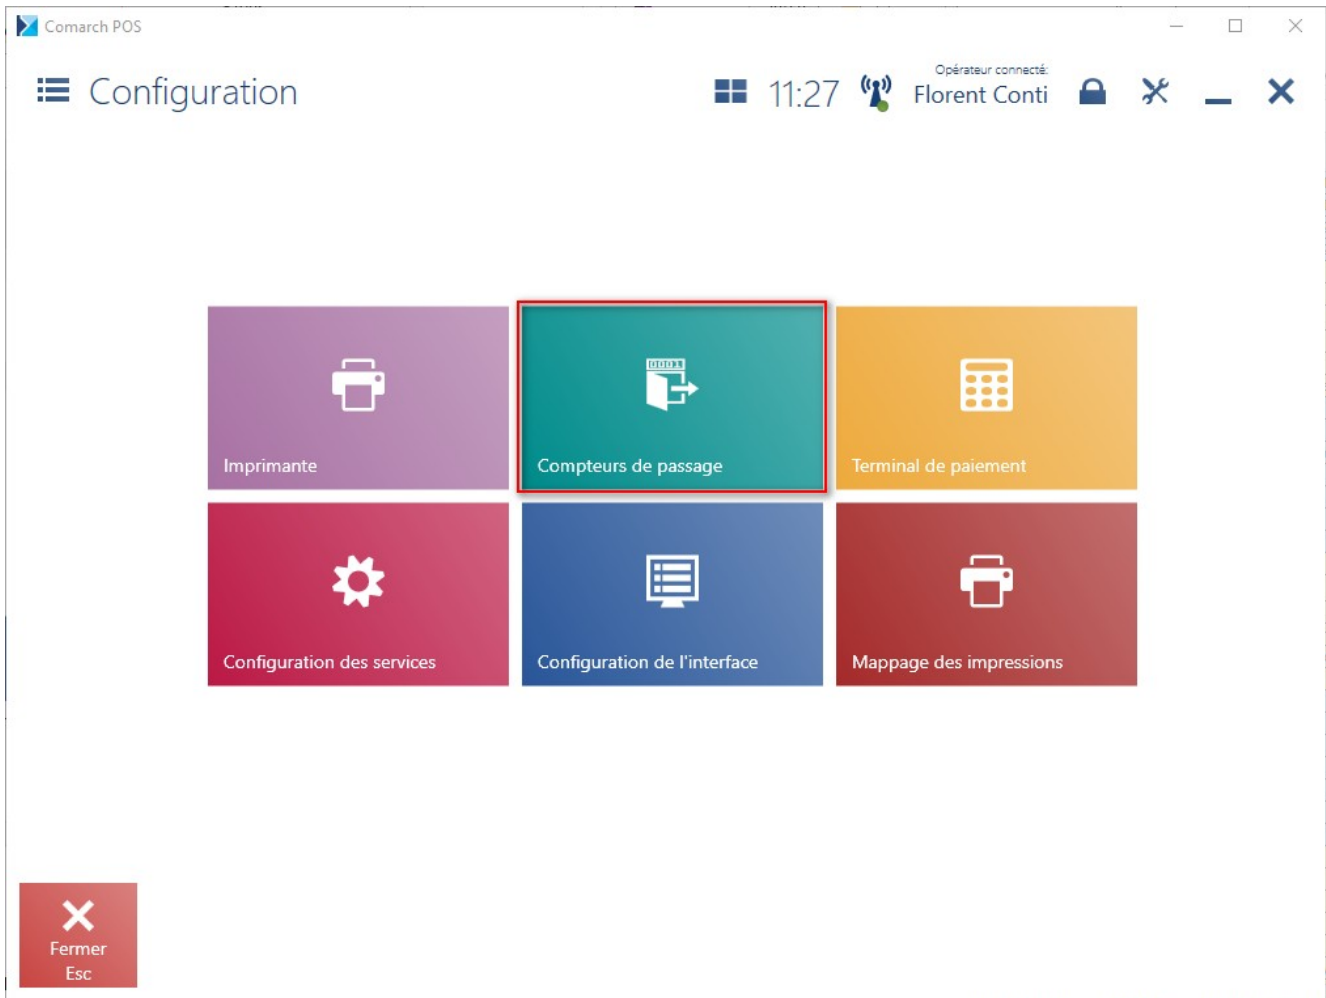 Comarch POS
Configuration
11:27
Opérateur connecté:
Florent Conti
0001
Imprimante
Compteurs de passage
Terminal de paiement
Configuration des services
Configuration de l'interface
Mappage des impressions
Fermer
Esc